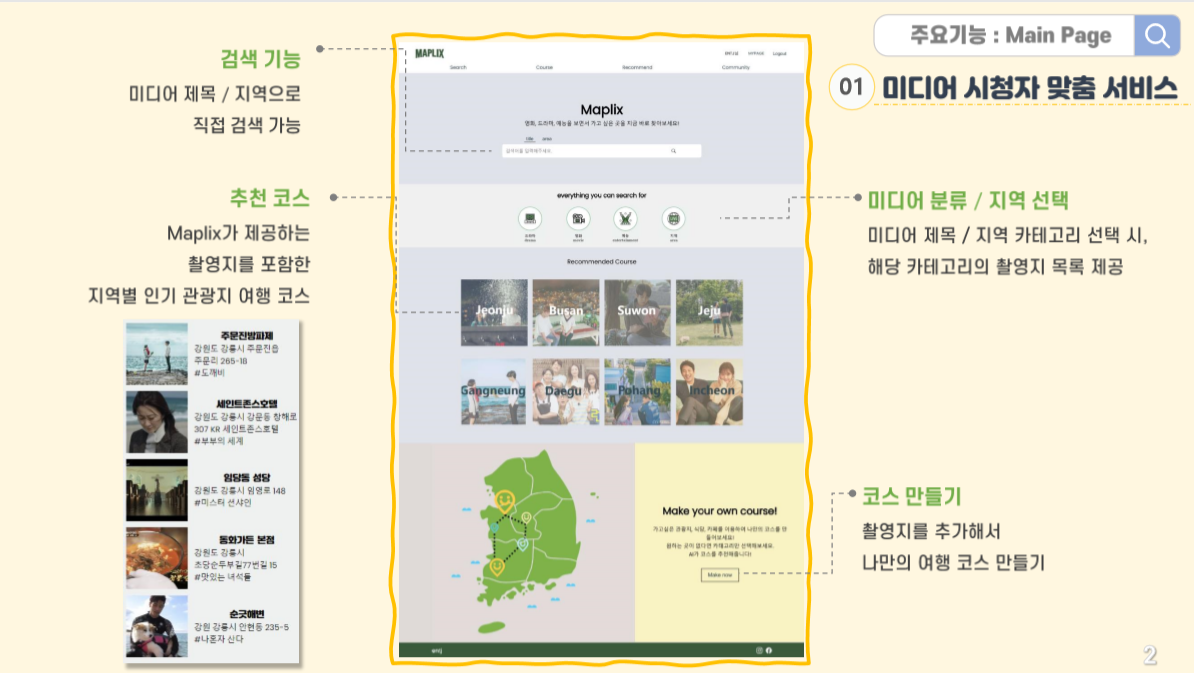 주요기능 : Main Page
01 미디어 시청자 맞춤 서비스
검색 기능
미디어 제목 / 지역으로
직접 검색 가능
추천 코스
Maplix가 제공하는
촬영지를 포함한
지역별 인기 관광지 여행 코스
주문진방파제
강원도 강릉시 주문진읍
주문리 265-18
#도깨비
세인트존스호텔
강원도 강릉시 강문동 창해로
307 KR 세인트존스호텔
#부부의 세계
임당동 성당
강원도 강릉시 임영로 148
#미스터 션샤인
동화가든 본점
강원도 강릉시
초당순두부길77번길 15
#맛있는 녀석들
순긋해변
강원 강릉시 안현동 235-5
#나혼자 산다
MAPLIX
Logout
Search Course Recommend Community
Maplix
영화, 드라마, 예능을 보면서 가고 싶은 곳을 지금 바로 찾아보세요!
title area
검색어를 입력해주세요.
everything you can search for
드라마 영화 예능 지역
drama movie entertainment area
Recommended Course
Jeonju Busan Suwon Jeju
Gangneung Daegu Pohang Incheon
Make your own course!
가고싶은 관광지, 식당, 카페를 이용하여 나만의 코스를 만
들어보세요!
원하는 곳이 없다면 카테고리만 선택해보세요.
AI가 코스를 추천해줍니다!
Make now
미디어 분류 / 지역 선택
미디어 제목 / 지역 카테고리 선택 시,
해당 카테고리의 촬영지 목록 제공
코스 만들기
촬영지를 추가해서
나만의 여행 코스 만들기
2